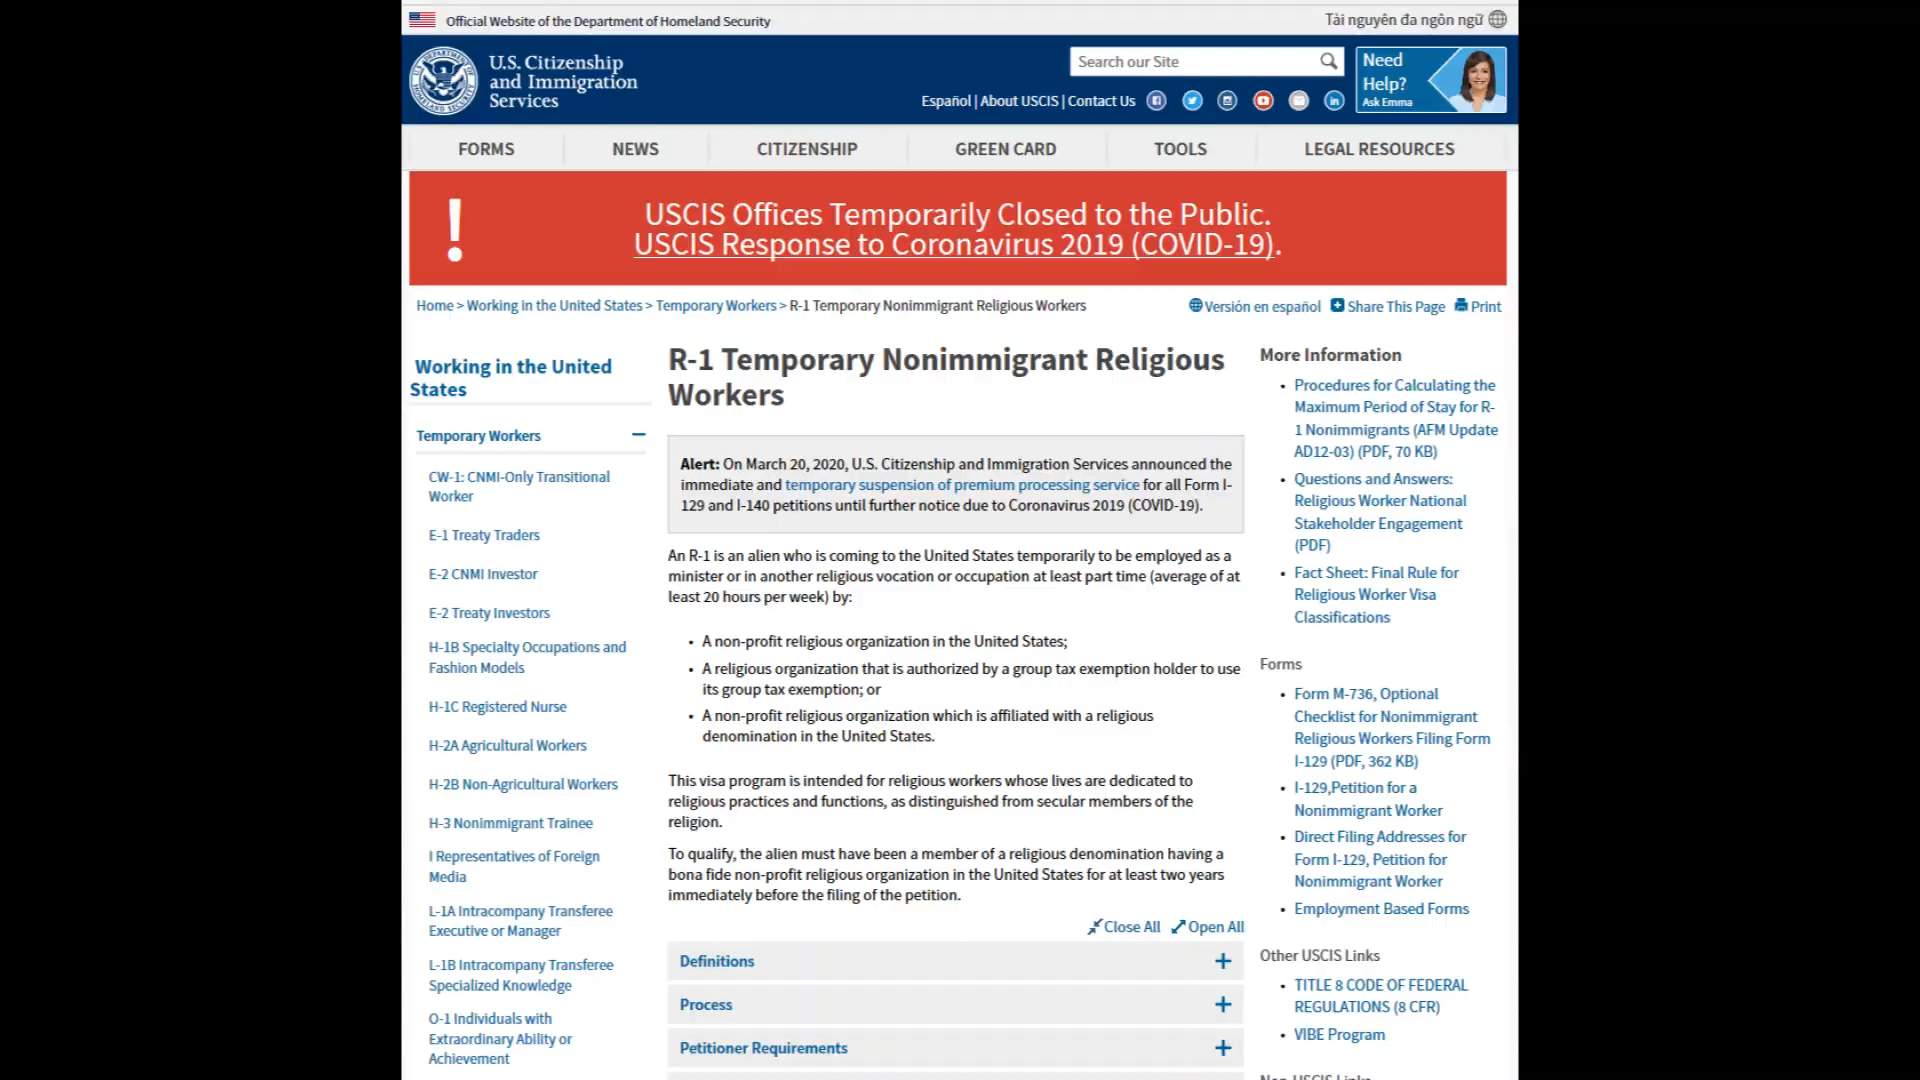 Official Website of the Department of Homeland Security
Tài nguyên đa ngôn ngữ
U.S. Citizenship
and Immigration
Services
Search our Site
Need
Help?
Ask Emma
Español | About USCIS | Contact Us
FORMS
NEWS
CITIZENSHIP
GREEN CARD
TOOLS
LEGAL RESOURCES
!
USCIS Offices Temporarily Closed to the Public.
USCIS Response to Coronavirus 2019 (COVID-19).
Home > Working in the United States > Temporary Workers > R-1 Temporary Nonimmigrant Religious Workers
Versión en español
Share This Page
Print
Working in the United
States
Temporary Workers
CW-1: CNMI-Only Transitional
Worker
E-1 Treaty Traders
E-2 CNMI Investor
E-2 Treaty Investors
H-1B Specialty Occupations and
Fashion Models
H-1C Registered Nurse
H-2A Agricultural Workers
H-2B Non-Agricultural Workers
H-3 Nonimmigrant Trainee
I Representatives of Foreign
Media
L-1A Intracompany Transferee
Executive or Manager
L-1B Intracompany Transferee
Specialized Knowledge
O-1 Individuals with
Extraordinary Ability or
Achievement
R-1 Temporary Nonimmigrant Religious
Workers
Alert: On March 20, 2020, U.S. Citizenship and Immigration Services announced the
immediate and temporary suspension of premium processing service for all Form I-
129 and I-140 petitions until further notice due to Coronavirus 2019 (COVID-19).
An R-1 is an alien who is coming to the United States temporarily to be employed as a
minister or in another religious vocation or occupation at least part time (average of at
least 20 hours per week) by:
• A non-profit religious organization in the United States;
• A religious organization that is authorized by a group tax exemption holder to use
its group tax exemption; or
• A non-profit religious organization which is affiliated with a religious
denomination in the United States.
This visa program is intended for religious workers whose lives are dedicated to
religious practices and functions, as distinguished from secular members of the
religion.
To qualify, the alien must have been a member of a religious denomination having a
bona fide non-profit religious organization in the United States for at least two years
immediately before the filing of the petition.
Close All
Open All
Definitions
Process
Petitioner Requirements
More Information
• Procedures for Calculating the
Maximum Period of Stay for R-
1 Nonimmigrants (AFM Update
AD12-03) (PDF, 70 KB)
• Questions and Answers:
Religious Worker National
Stakeholder Engagement
(PDF)
• Fact Sheet: Final Rule for
Religious Worker Visa
Classifications
Forms
• Form M-736, Optional
Checklist for Nonimmigrant
Religious Workers Filing Form
I-129 (PDF, 362 KB)
• I-129,Petition for a
Nonimmigrant Worker
• Direct Filing Addresses for
Form I-129, Petition for
Nonimmigrant Worker
• Employment Based Forms
Other USCIS Links
• TITLE 8 CODE OF FEDERAL
REGULATIONS (8 CFR)
• VIBE Program